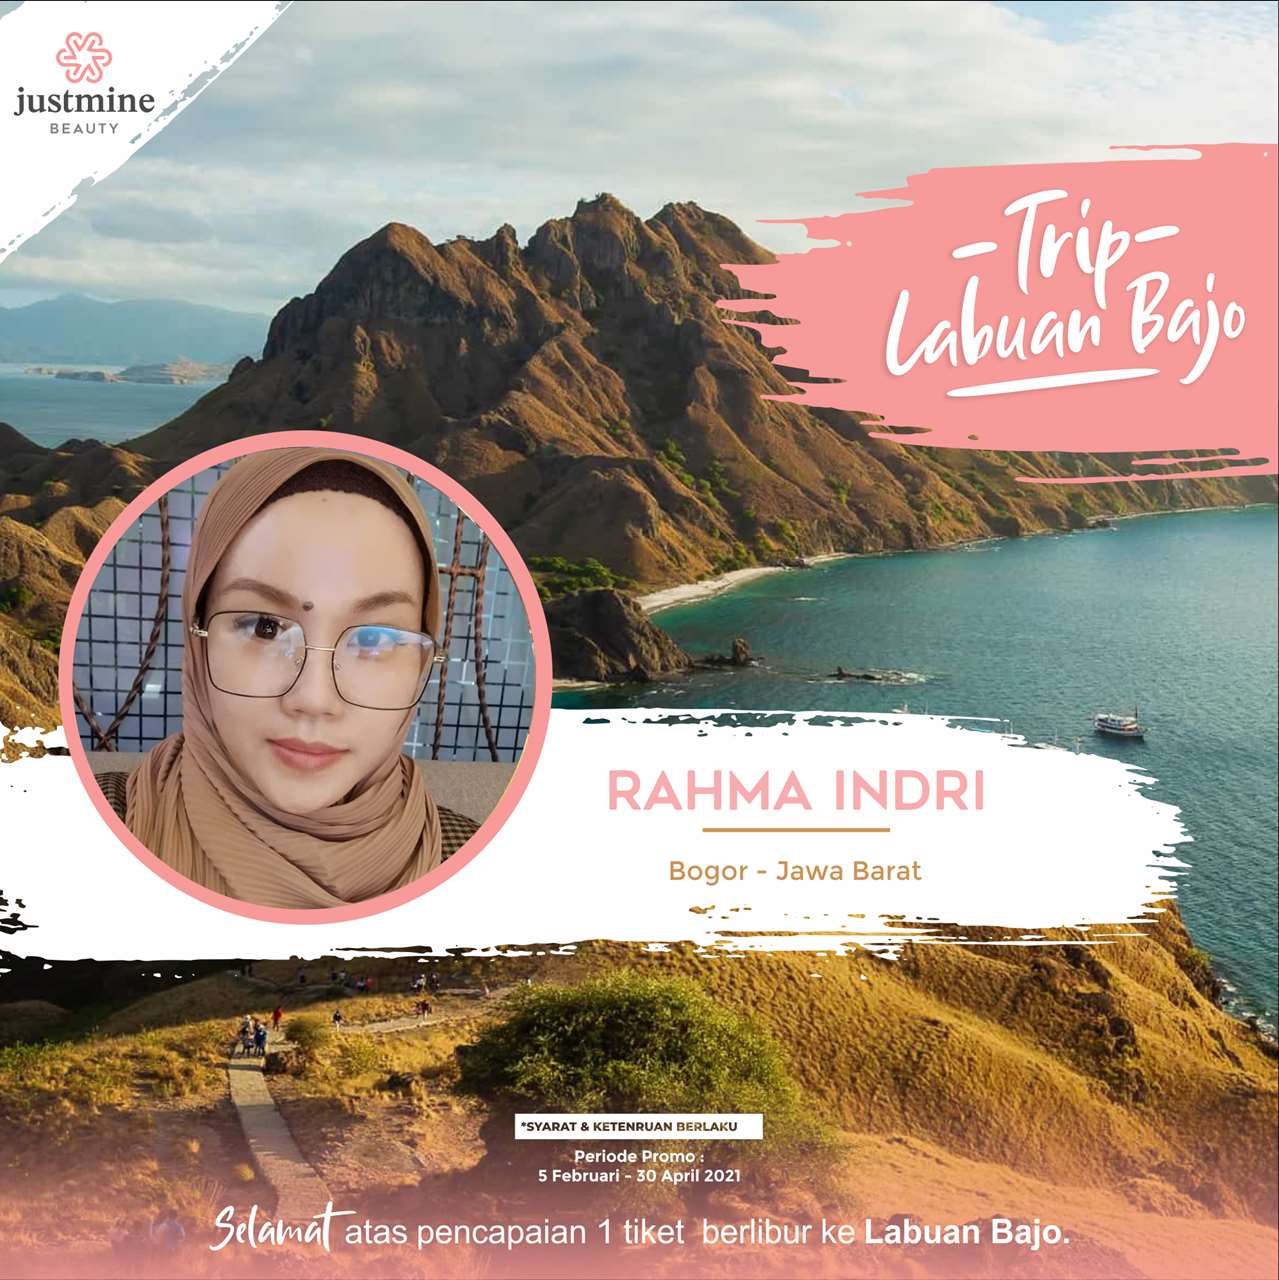 justmine
BEAUTY
-Trip-
Labuan Bajo
RAHMA INDRI
Bogor - Jawa Barat
*SYARAT & KETENRUAN BERLAKU
Periode Promo :
5 Februari - 30 April 2021
Selamat atas pencapaian 1 tiket berlibur ke Labuan Bajo.